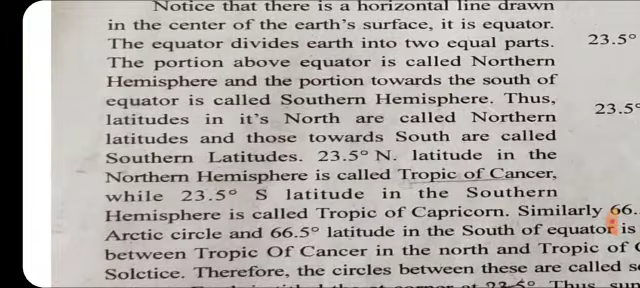 Notice that there is a horizontal line drawn
in the center of the earth's surface, it is equator.
The equator divides earth into two equal parts.
The portion above equator is called Northern
Hemisphere and the portion towards the south of
equator is called Southern Hemisphere. Thus,
latitudes in it's North are called Northern
latitudes and those towards South are called
Southern Latitudes. 23.5° N. latitude in the
Northern Hemisphere is called Tropic of Cancer,
while 23.5° S latitude in the Southern
Hemisphere is called Tropic of Capricorn. Similarly 66.
Arctic circle and 66.5° latitude in the South of equator is
between Tropic Of Cancer in the north and Tropic of
Solctice. Therefore, the circles between these are called
23.5°
23.5°